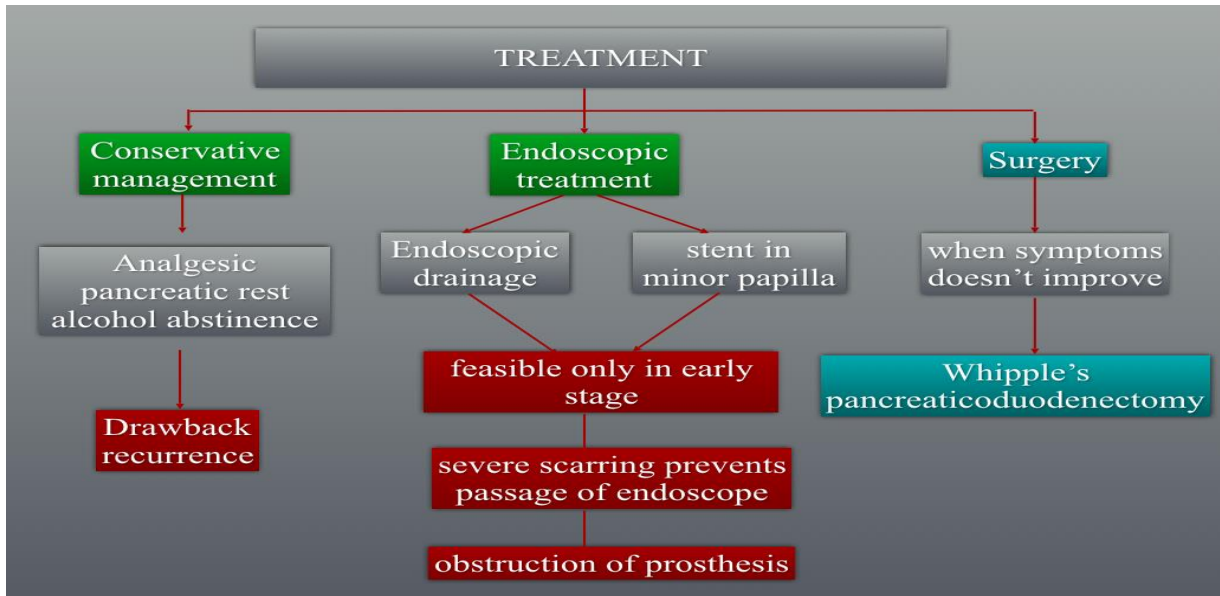 TREATMENT
Conservative
management
Analgesic
pancreatic rest
alcohol abstinence
Drawback
recurrence
Endoscopic
treatment
Endoscopic
drainage
stent in
minor papilla
feasible only in early
stage
severe scarring prevents
passage of endoscope
obstruction of prosthesis
Surgery
when symptoms
doesn’t improve
Whipple’s
pancreaticoduodenectomy